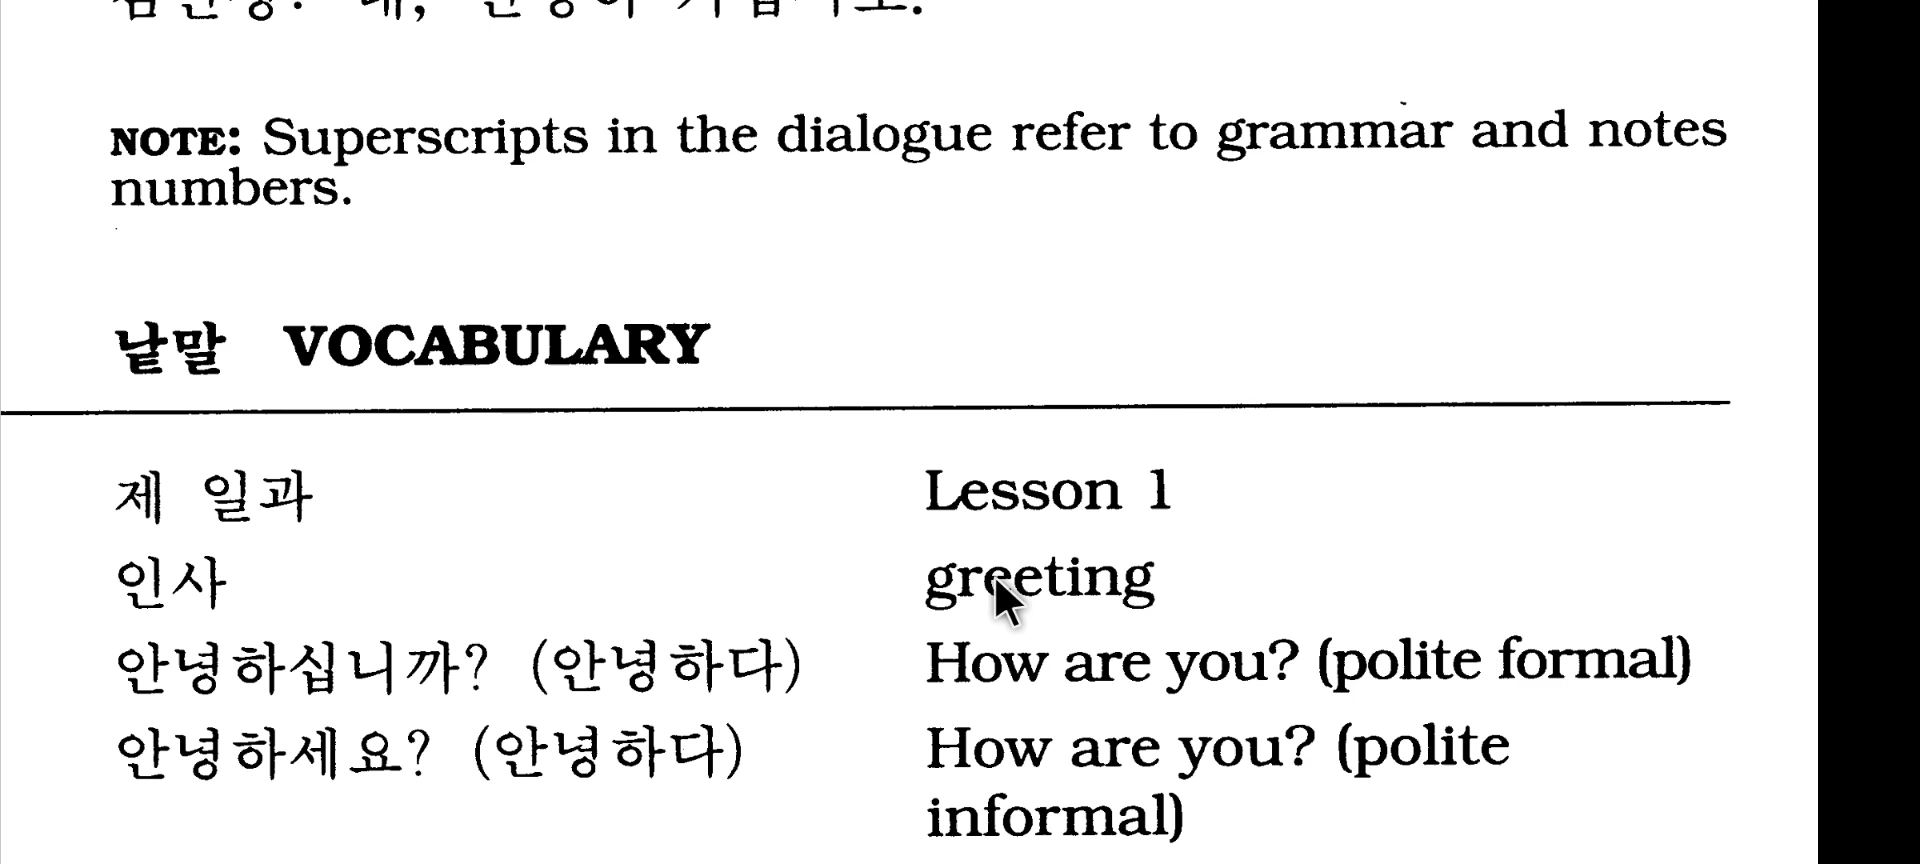 NOTE: Superscripts in the dialogue refer to grammar and notes
numbers.
낱말 VOCABULARY
제 일과 Lesson 1
인사 greeting
안녕하십니까? (안녕하다) How are you? (polite formal)
안녕하세요? (안녕하다) How are you? (polite
informal)